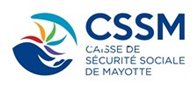 CSSM
CAISSE DE
SÉCURITÉ SOCIALE
DE MAYOTTE